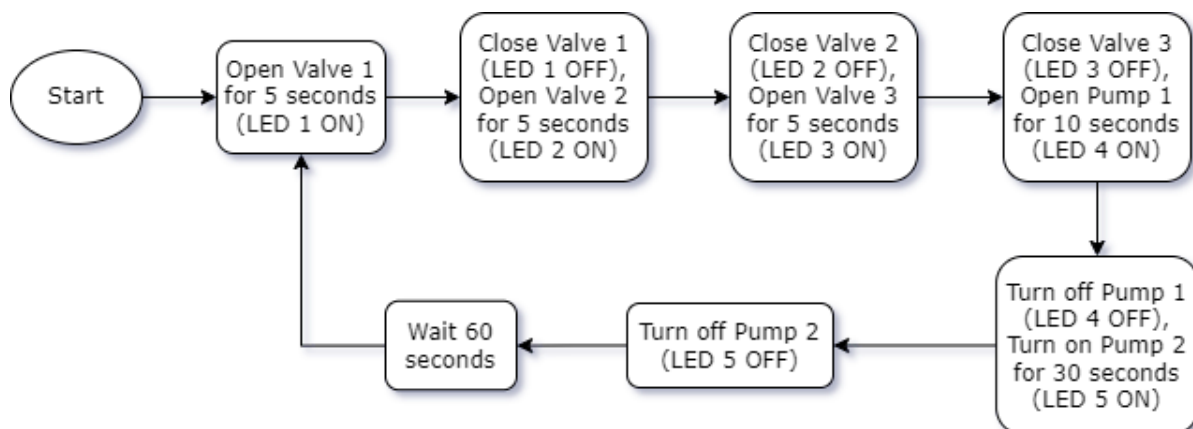 Start
Open Valve 1
for 5 seconds
(LED 1 ON)
Close Valve 1
(LED 1 OFF),
Open Valve 2
for 5 seconds
(LED 2 ON)
Close Valve 2
(LED 2 OFF),
Open Valve 3
for 5 seconds
(LED 3 ON)
Close Valve 3
(LED 3 OFF),
Open Pump 1
for 10 seconds
(LED 4 ON)
Turn off Pump 1
(LED 4 OFF),
Turn on Pump 2
for 30 seconds
(LED 5 ON)
Turn off Pump 2
(LED 5 OFF)
Wait 60
seconds